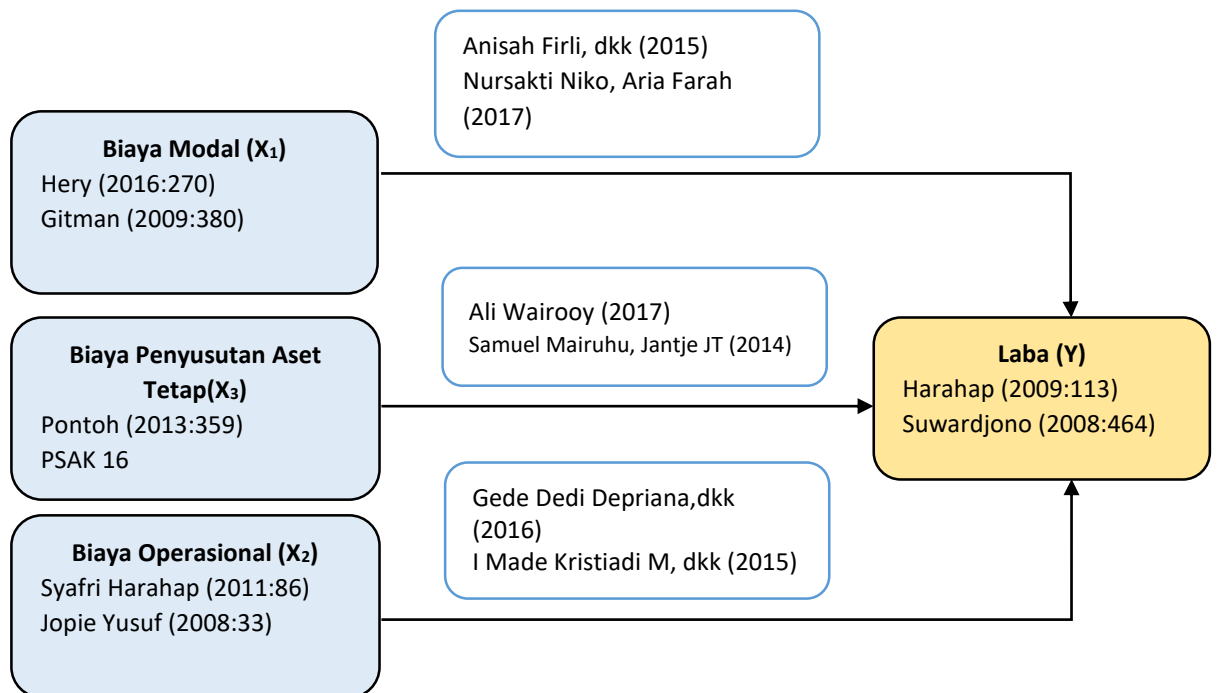 Anisah Firli, dkk (2015)
Nursakti Niko, Aria Farah
(2017)
Biaya Modal (X₁)
Hery (2016:270)
Gitman (2009:380)
Ali Wairooy (2017)
Samuel Mairuhu, Jantje JT (2014)
Biaya Penyusutan Aset
Tetap(X₃)
Pontoh (2013:359)
PSAK 16
Laba (Y)
Harahap (2009:113)
Suwardjono (2008:464)
Gede Dedi Depriana,dkk
(2016)
I Made Kristiadi M, dkk (2015)
Biaya Operasional (X₂)
Syafri Harahap (2011:86)
Jopie Yusuf (2008:33)